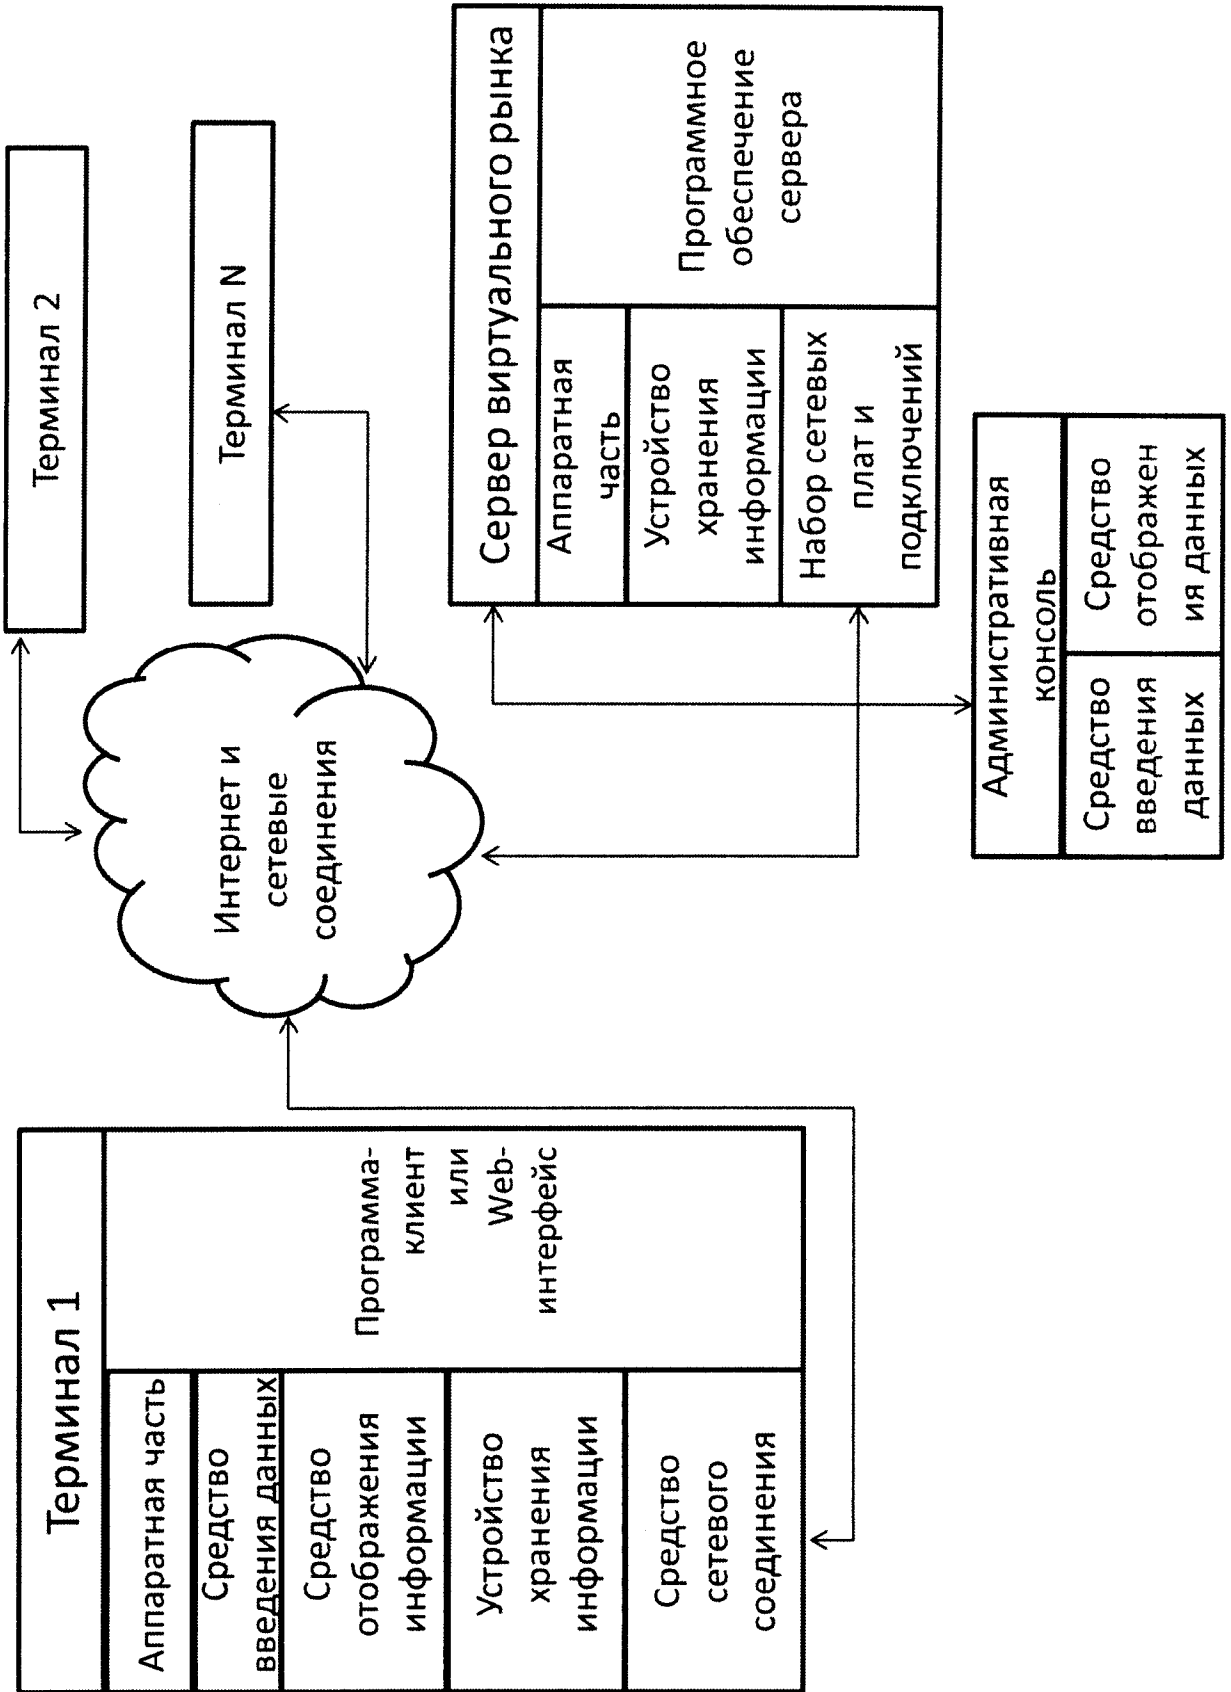 Терминал 1
Аппаратная часть
Средство
введения данных
Средство
отображения
информации
Устройство
хранения
информации
Средство
сетевого
соединения
Программа-
клиент
или
Web-
интерфейс
Интернет и
сетевые
соединения
Терминал 2
Терминал N
Сервер виртуального рынка
Аппаратная
часть
Устройство
хранения
информации
Набор сетевых
плат и
подключений
Программное
обеспечение
сервера
Административная
консоль
Средство
введения
данных
Средство
отображен
ия данных